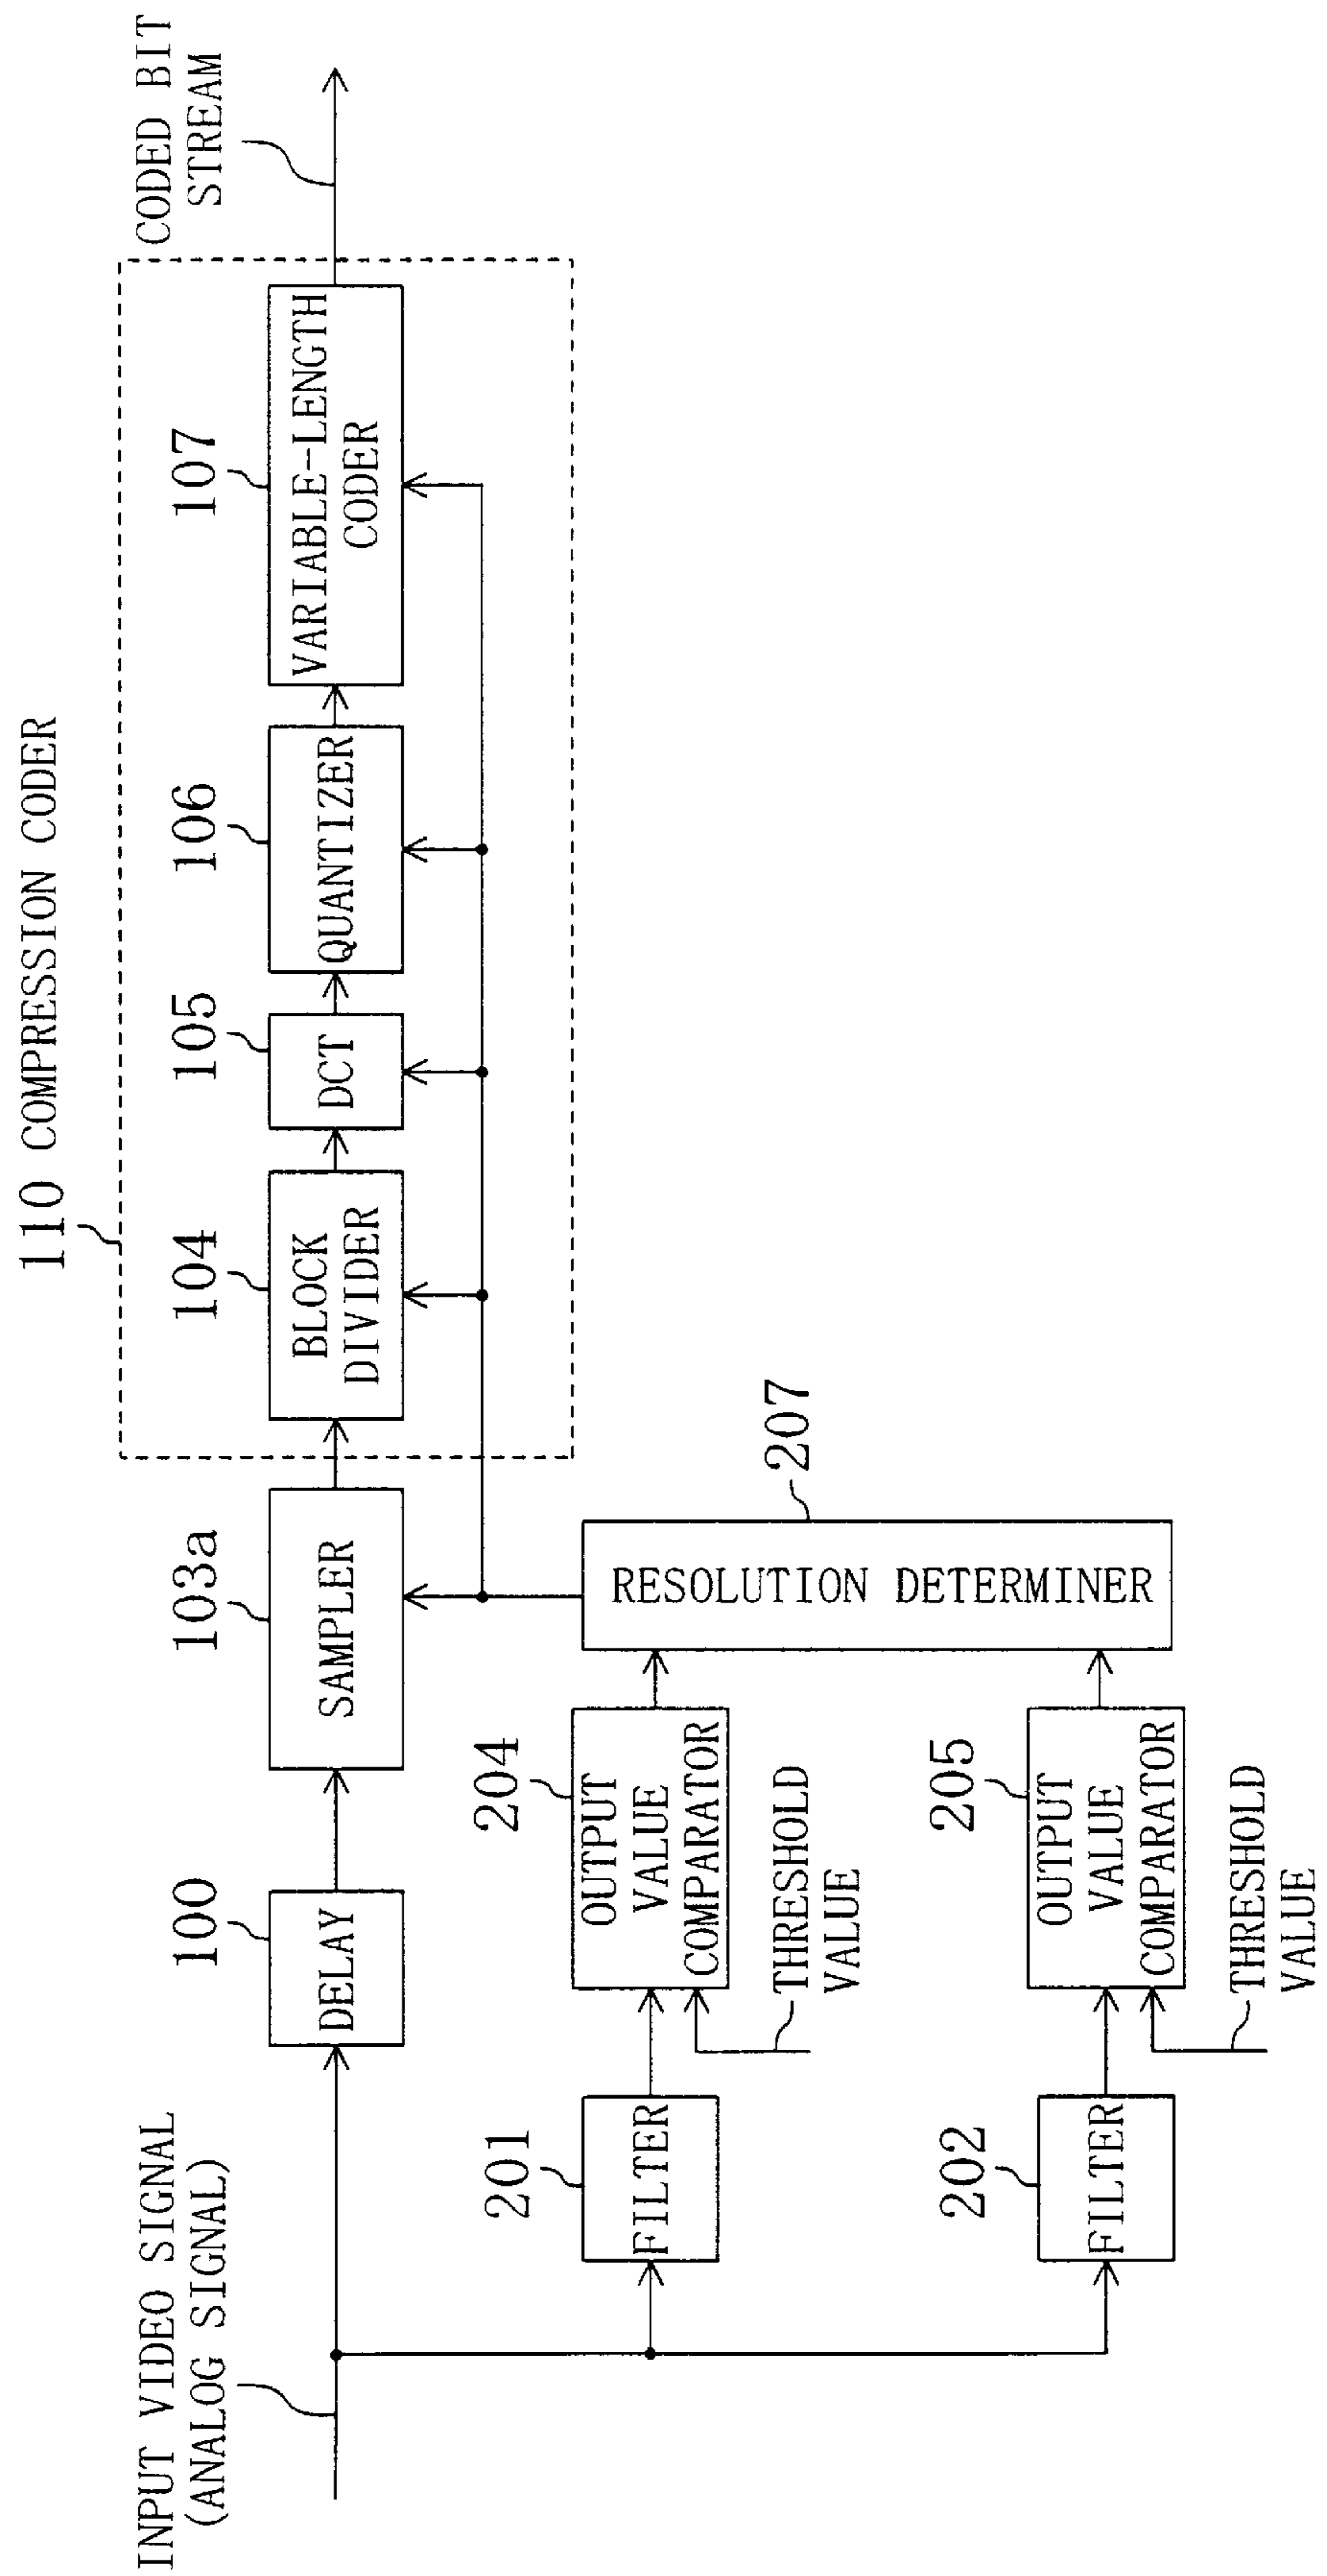 INPUT VIDEO SIGNAL
(ANALOG SIGNAL)
100
DELAY
103a
SAMPLER
110 COMPRESSION CODER
104
BLOCK
DIVIDER
105
DCT
106
QUANTIZER
107
VARIABLE-LENGTH
CODER
CODED BIT
STREAM
201
FILTER
204
OUTPUT
VALUE
COMPARATOR
THRESHOLD
VALUE
207
RESOLUTION DETERMINER
202
FILTER
205
OUTPUT
VALUE
COMPARATOR
THRESHOLD
VALUE